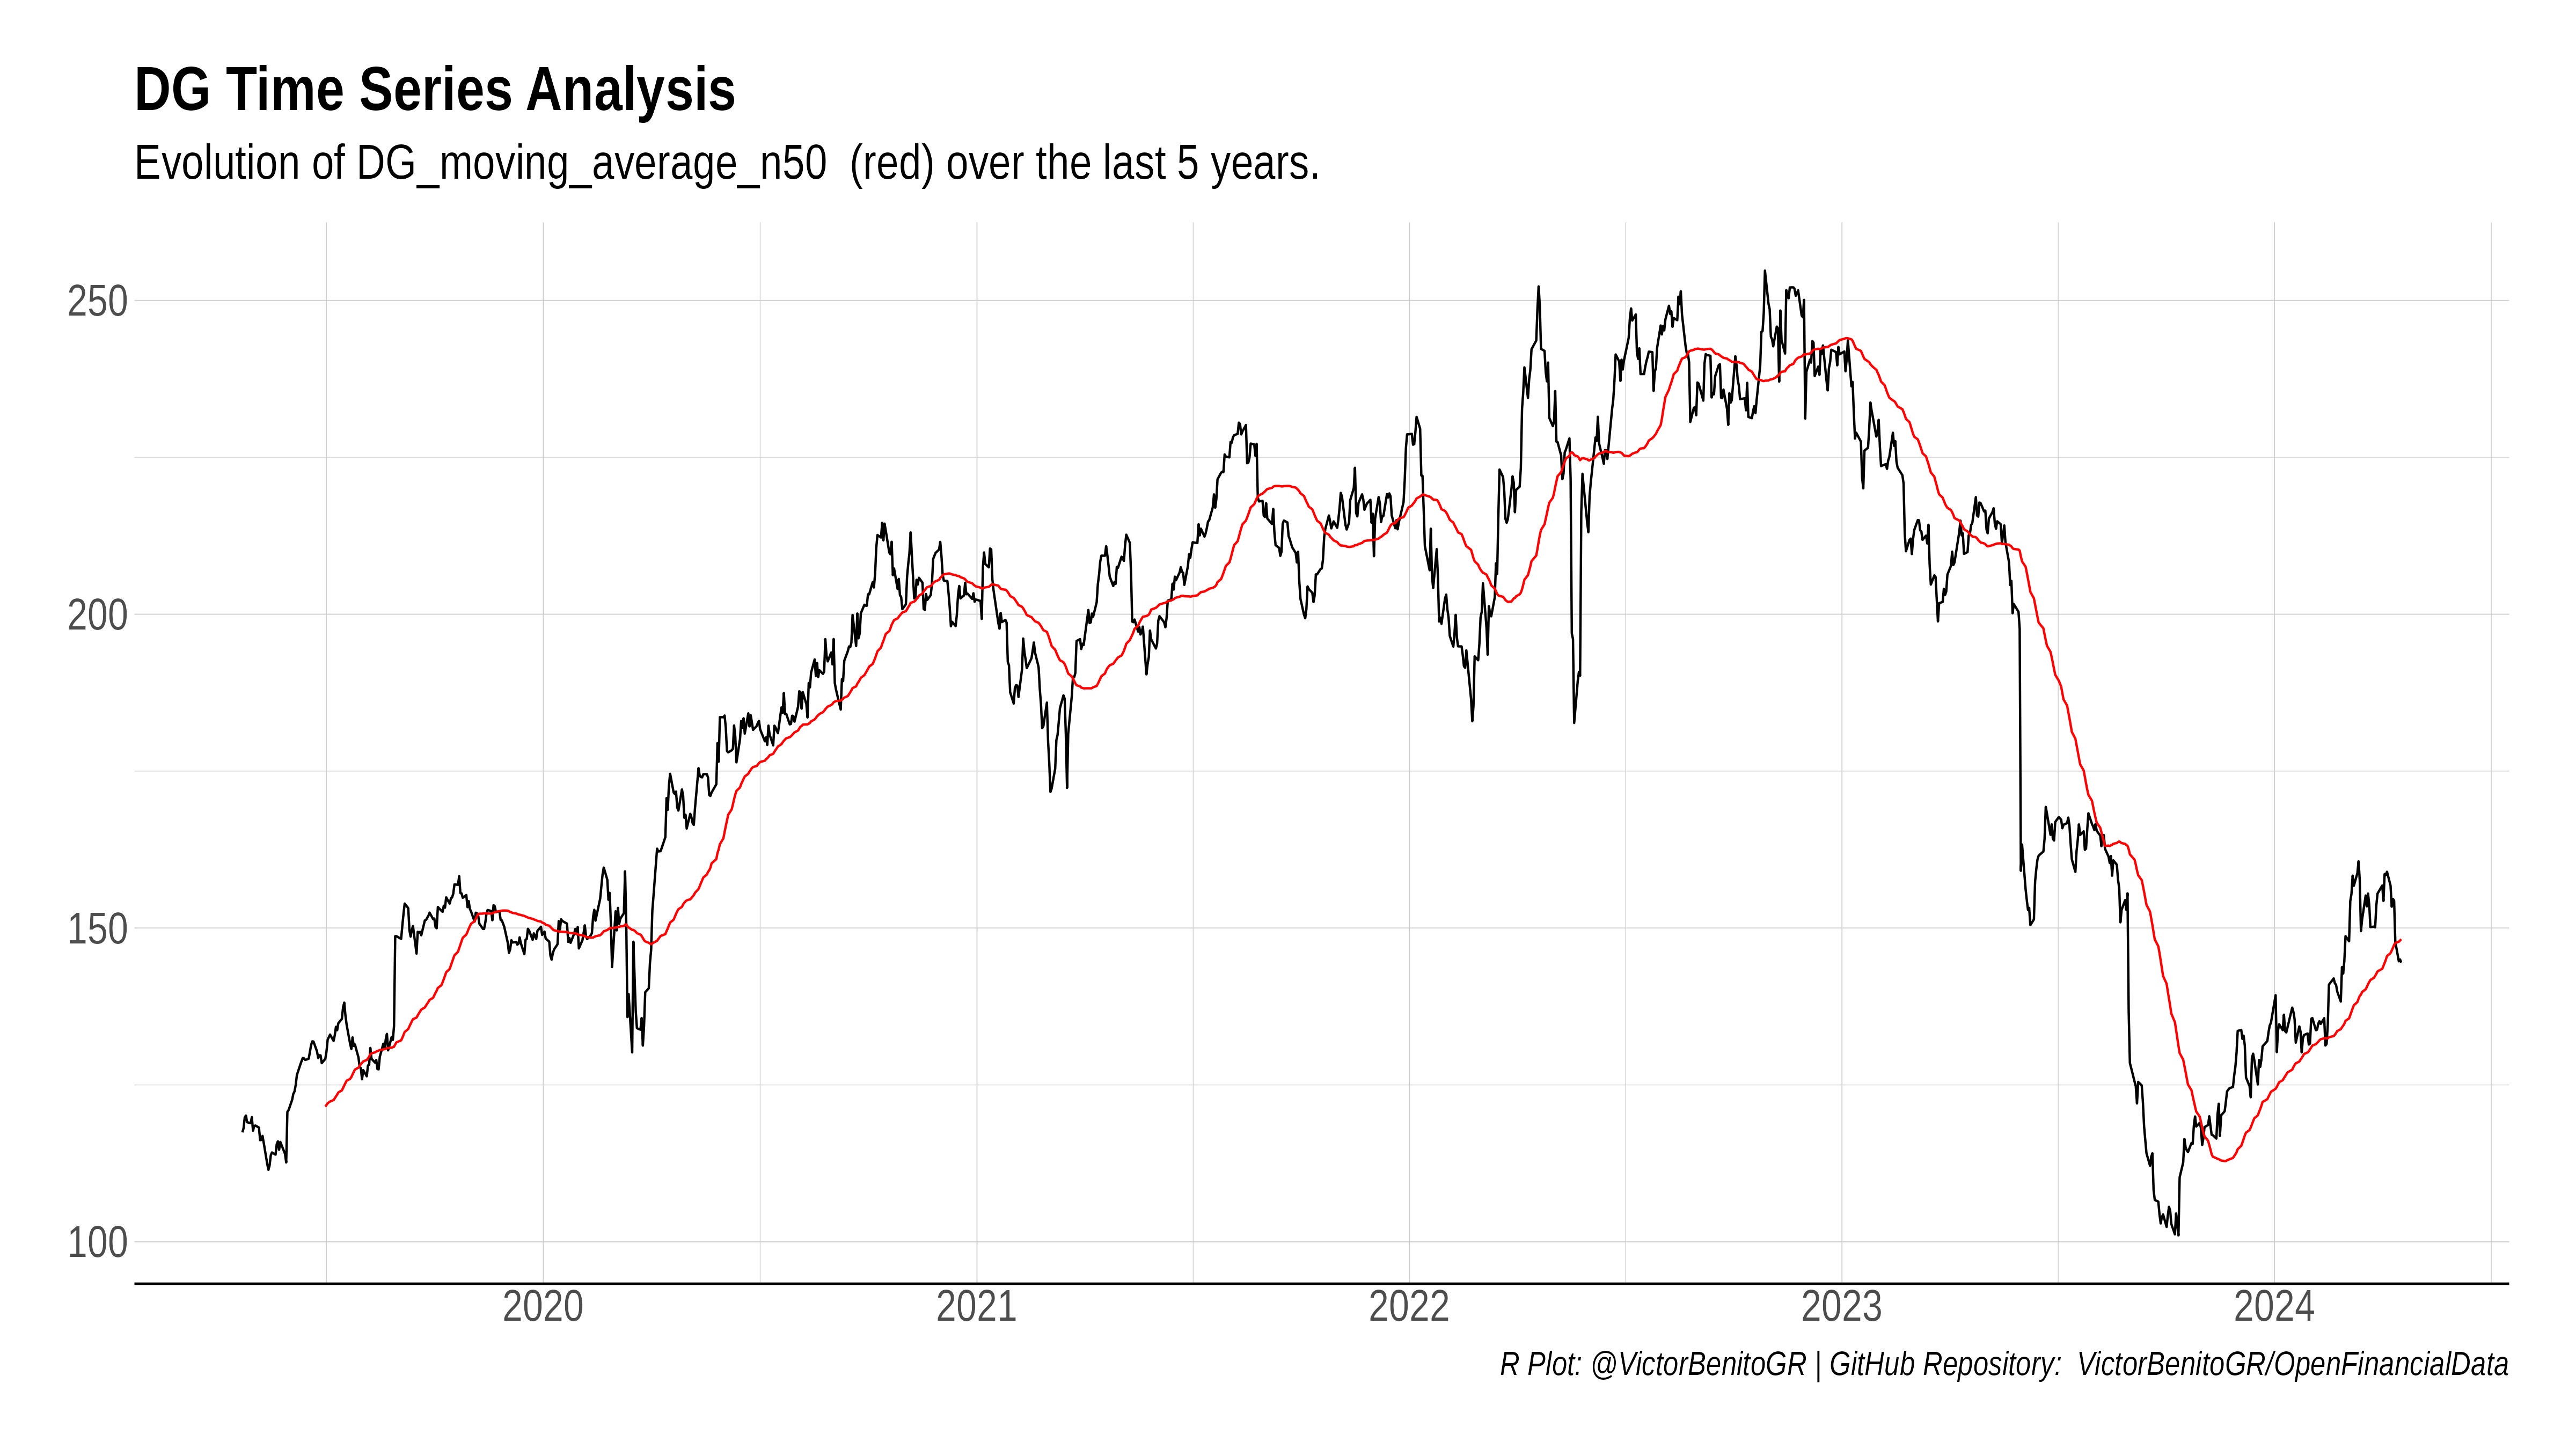 DG Time Series Analysis
Evolution of DG_moving_average_n50  (red) over the last 5 years.
250
200
150
100
2020 2021 2022 2023 2024
R Plot: @VictorBenitoGR | GitHub Repository:  VictorBenitoGR/OpenFinancialData